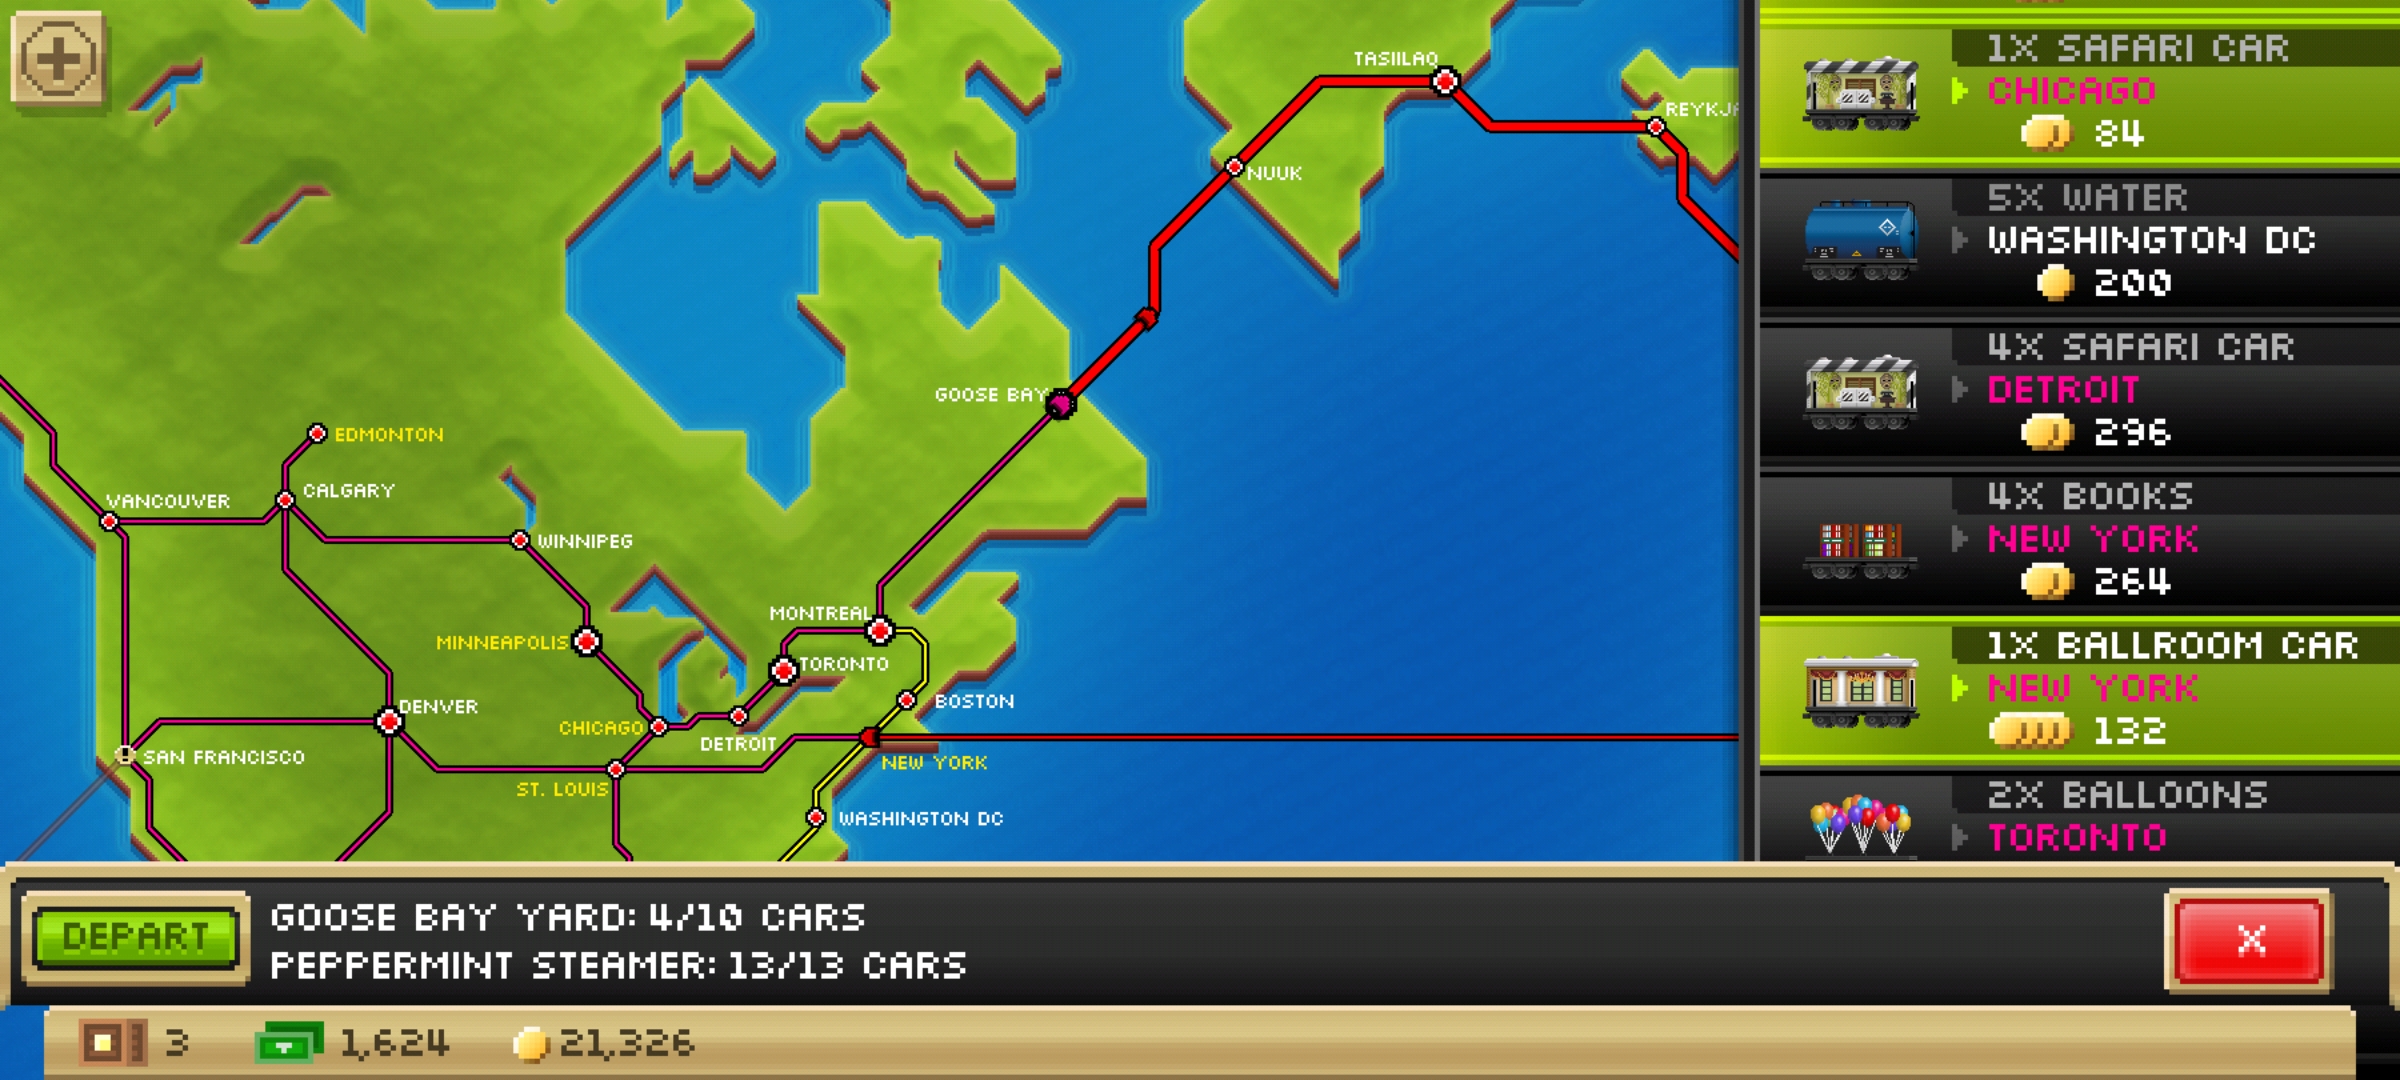 TASIILAQ
REYKJA
NUUK
GOOSE BAY
EDMONTON
VANCOUVER
CALGARY
WINNIPEG
MONTREAL
MINNEAPOLIS
TORONTO
DENVER
BOSTON
CHICAGO
DETROIT
SAN FRANCISCO
NEW YORK
ST. LOUIS
WASHINGTON DC
1X SAFARI CAR
CHICAGO
84
5X WATER
WASHINGTON DC
200
4X SAFARI CAR
DETROIT
296
4X BOOKS
NEW YORK
264
1X BALLROOM CAR
NEW YORK
132
2X BALLOONS
TORONTO
DEPART
GOOSE BAY YARD: 4/10 CARS
PEPPERMINT STEAMER: 13/13 CARS
X
3
1,624
21,326